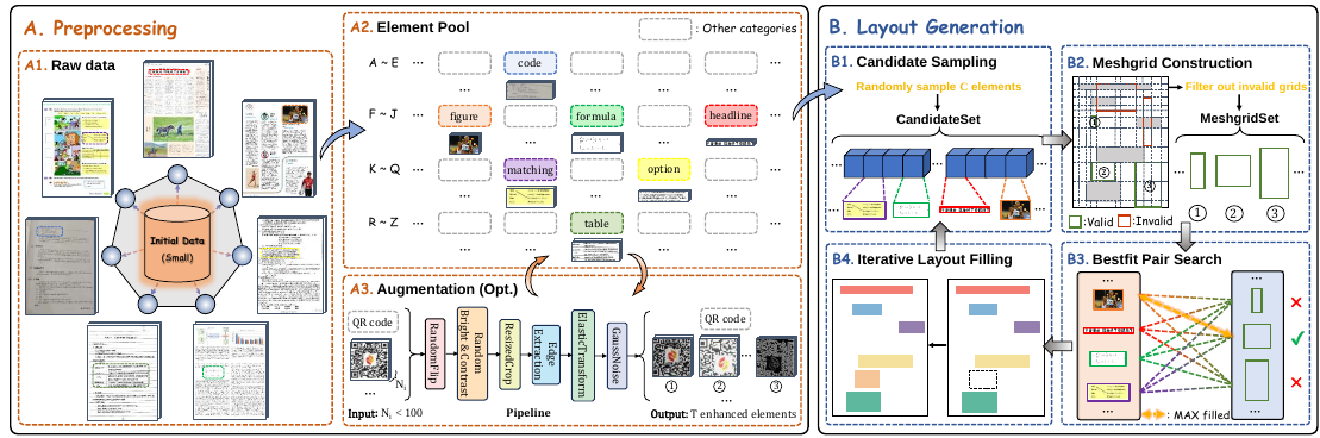 A. Preprocessing
A1. Raw data
Initial Data
(Small)
A2. Element Pool
: Other categories
A ~ E ...
code
...
F ~ J ...
figure
formula
headline
...
K ~ Q ...
matching
option
...
R ~ Z ...
table
...
A3. Augmentation (Opt.)
QR code
...
Nᵢ
Input: Nᵢ < 100
RandomFlip
Random
Bright & Contrast
ResizedCrop
Edge
Extraction
ElasticTransform
GaussNoise
Pipeline
QR code
...
① ② ③
Output: T enhanced elements
B. Layout Generation
B1. Candidate Sampling
Randomly sample C elements
CandidateSet
...
B2. Meshgrid Construction
Filter out invalid grids
MeshgridSet
①
②
③
... ...
① ② ③
:Valid :Invalid
B4. Iterative Layout Filling
B3. Bestfit Pair Search
...
...
: MAX filled